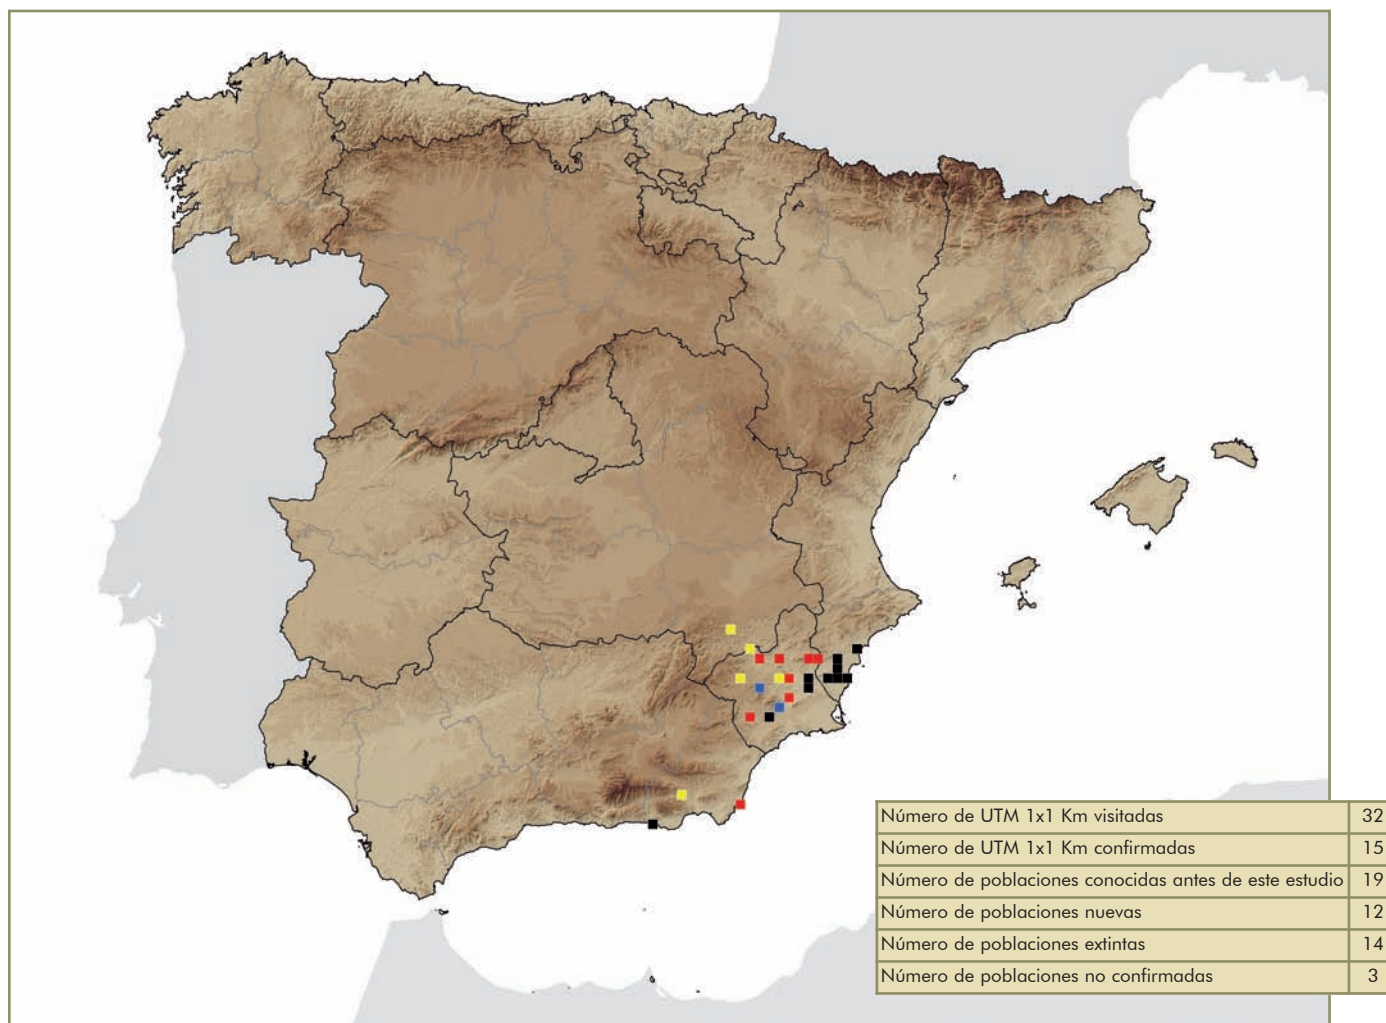 Número de UTM 1x1 Km visitadas 32
Número de UTM 1x1 Km confirmadas 15
Número de poblaciones conocidas antes de este estudio 19
Número de poblaciones nuevas 12
Número de poblaciones extintas 14
Número de poblaciones no confirmadas 3